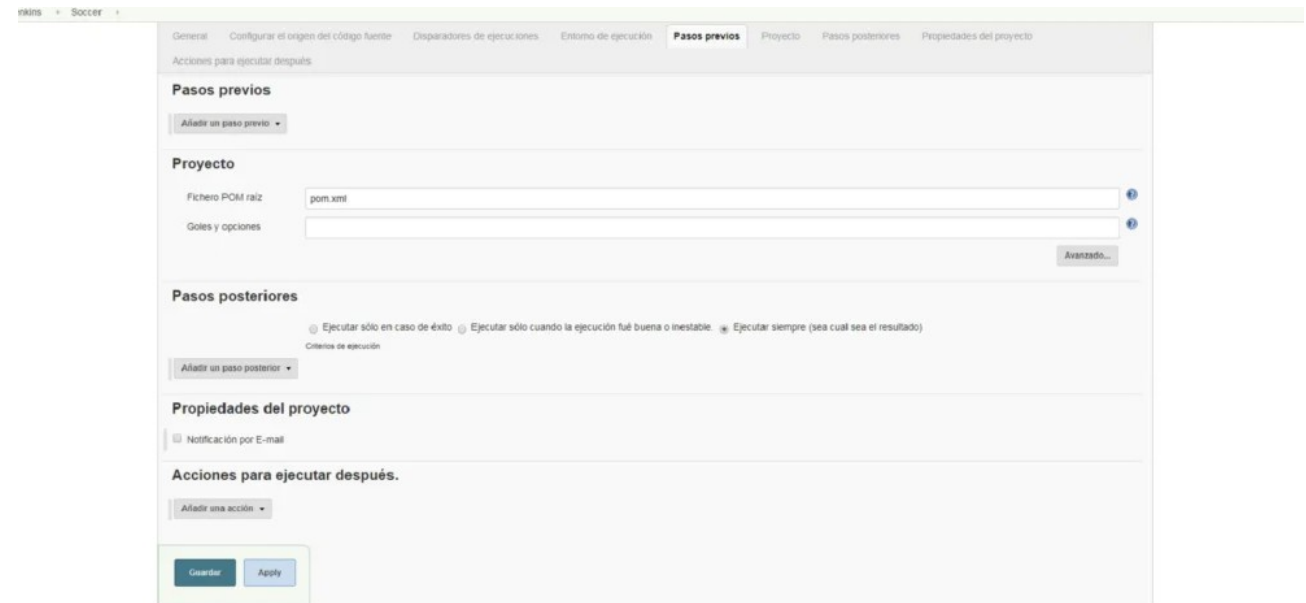 enkins Soccer
General Configurar el origen del código fuente Disparadores de ejecuciones Entorno de ejecución Pasos previos Proyecto Pasos posteriores Propiedades del proyecto
Acciones para ejecutar después.
Pasos previos
Añadir un paso previo
Proyecto
Fichero POM raíz pom.xml
Goles y opciones
Avanzado...
Pasos posteriores
Ejecutar sólo en caso de éxito Ejecutar sólo cuando la ejecución fué buena o inestable. Ejecutar siempre (sea cual sea el resultado)
Criterios de ejecución
Añadir un paso posterior
Propiedades del proyecto
Notificación por E-mail
Acciones para ejecutar después.
Añadir una acción
Guardar Apply